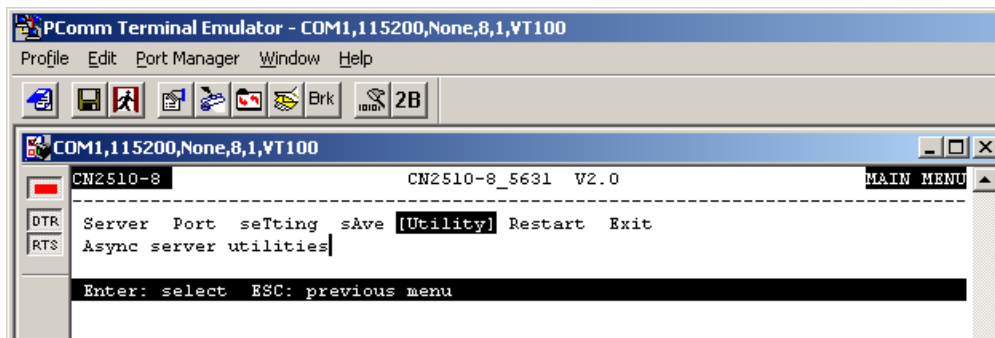 PComm Terminal Emulator - COM1,115200,None,8,1,VT100
Profile Edit Port Manager Window Help
Brk 2B
COM1,115200,None,8,1,VT100
CN2510-8 CN2510-8_5631 V2.0 MAIN MENU
Server Port seTting sAve [Utility] Restart Exit
DTR
Async server utilities
RTS
Enter: select ESC: previous menu